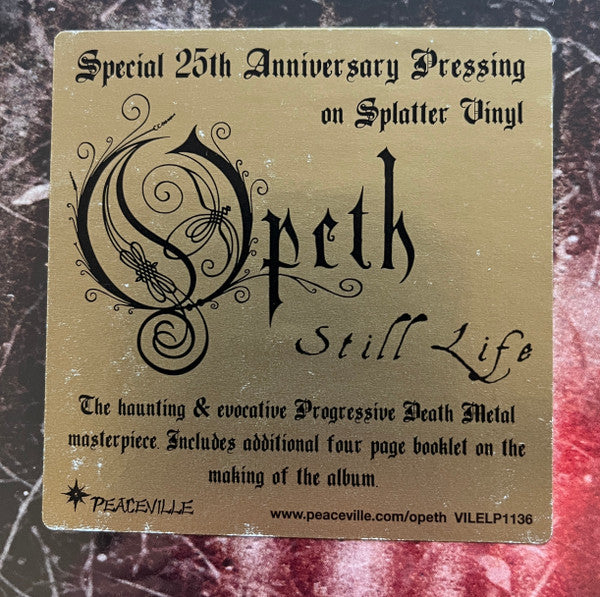 Special 25th Anniversary Pressing
on Splatter Vinyl
Opeth
Still Life
The haunting & evocative Progressive Death Metal
masterpiece. Includes additional four page booklet on the
making of the album.
PEACEVILLE
www.peaceville.com/opeth VILELP1136